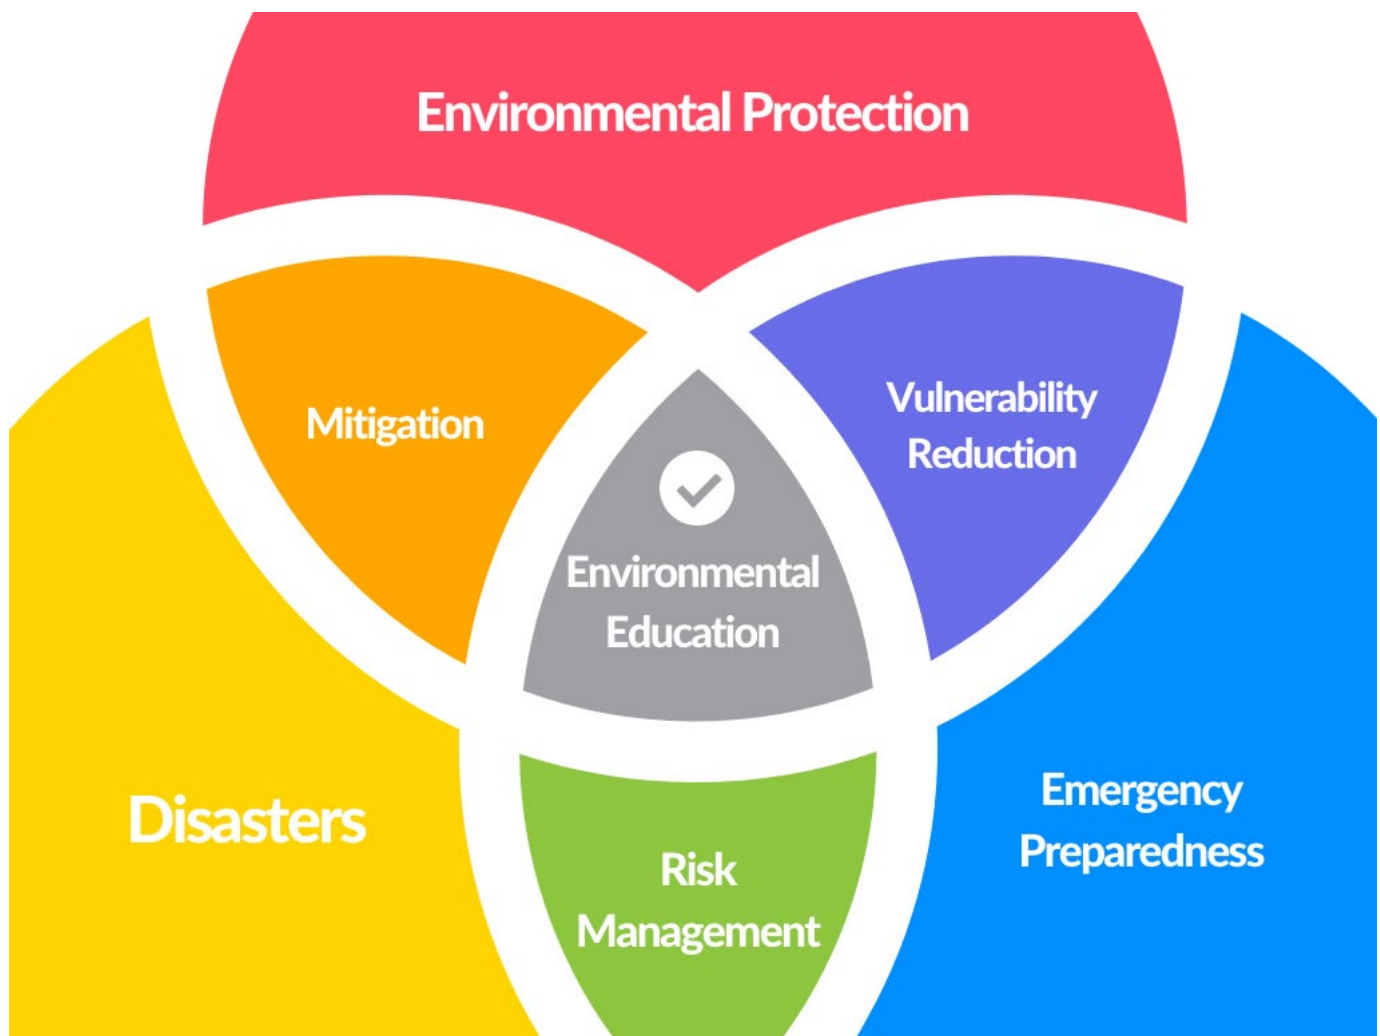 Environmental Protection
Mitigation
Vulnerability
Reduction
Environmental
Education
Disasters
Emergency
Preparedness
Risk
Management